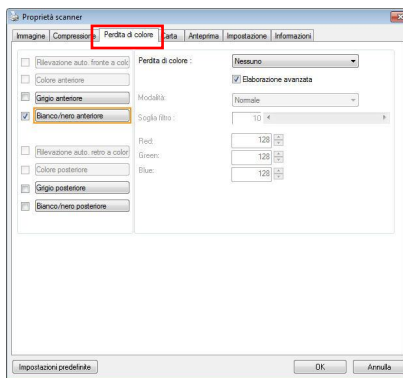 Proprietà scanner
Immagine Compressione Perdita di colore Carta Anteprima Impostazione Informazioni
Rilevazione auto. fronte a color
Perdita di colore : Nessuno
Colore anteriore
Elaborazione avanzata
Grigio anteriore
Modalità: Normale
Bianco/nero anteriore
Soglia filtro : 10
Red: 128
Rilevazione auto. retro a color
Green: 128
Colore posteriore
Blue: 128
Grigio posteriore
Bianco/nero posteriore
Impostazioni predefinite OK Annulla